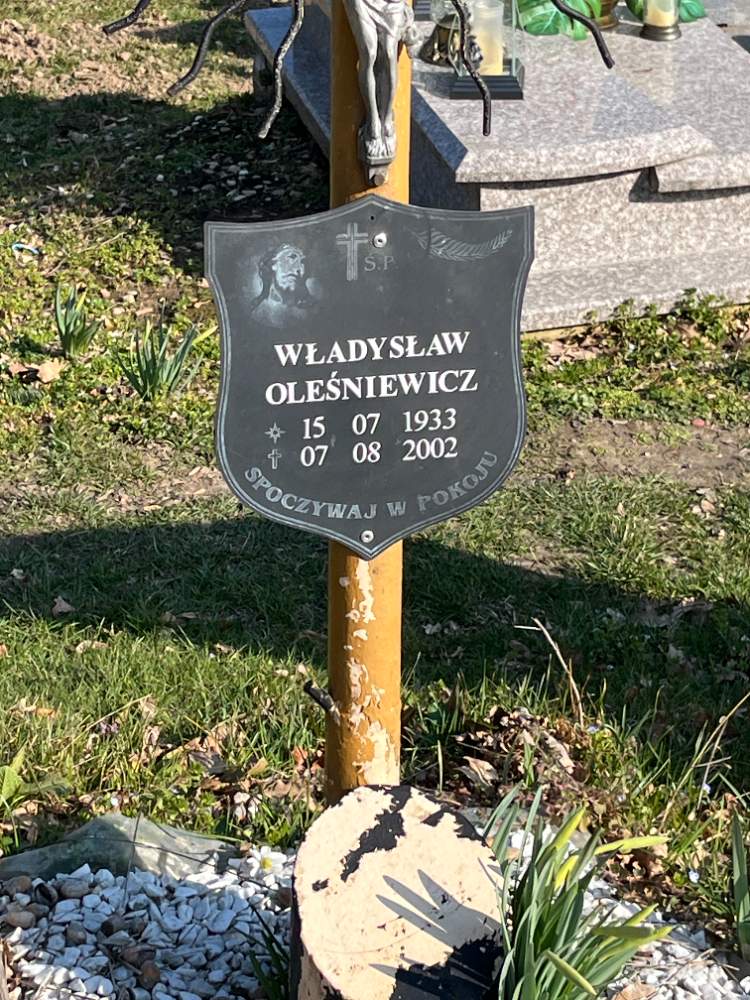 Ś.P.
WŁADYSŁAW
OLEŚNIEWICZ
15 07 1933
07 08 2002
SPOCZYWAJ W POKOJU